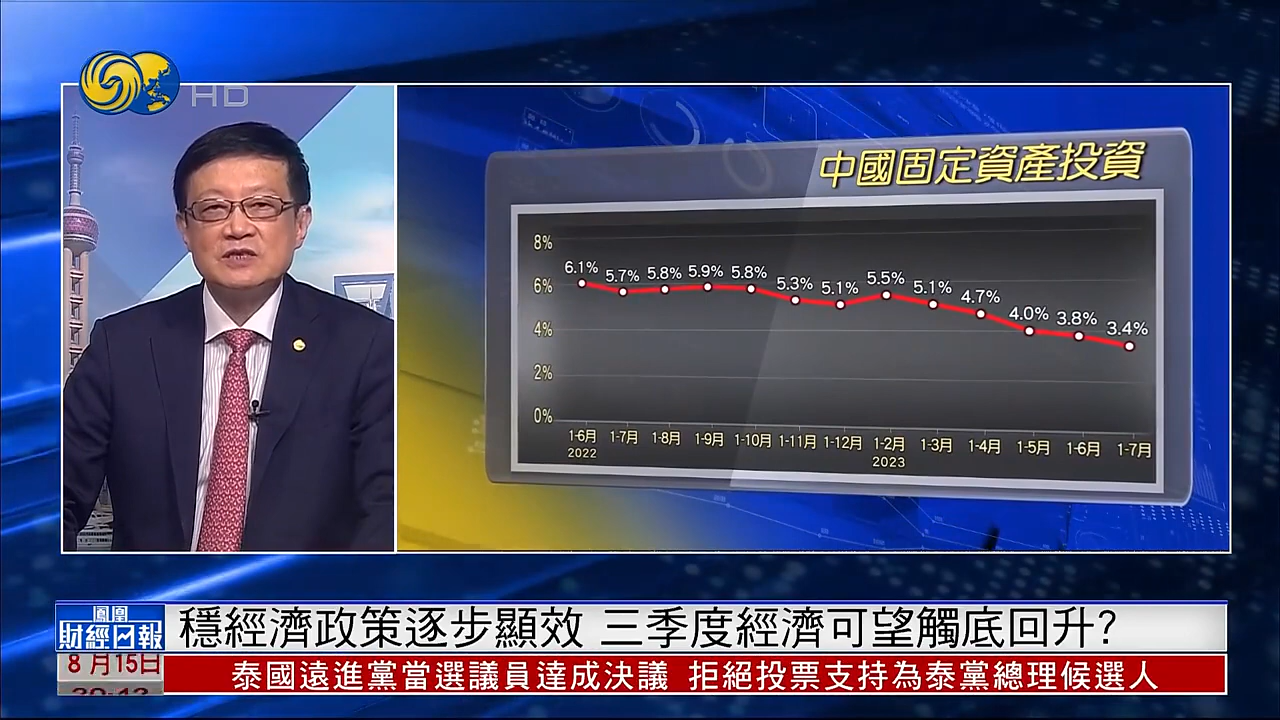 HD
中國固定資產投資
8%
6%
4%
2%
0%
6.1% 5.7% 5.8% 5.9% 5.8% 5.3% 5.1% 5.5% 5.1% 4.7% 4.0% 3.8% 3.4%
1-6月 1-7月 1-8月 1-9月 1-10月 1-11月 1-12月 1-2月 1-3月 1-4月 1-5月 1-6月 1-7月
2022 2023
鳳凰
財經日報
穩經濟政策逐步顯效 三季度經濟可望觸底回升?
8月15日
泰國遠進黨當選議員達成決議 拒絕投票支持為泰黨總理候選人